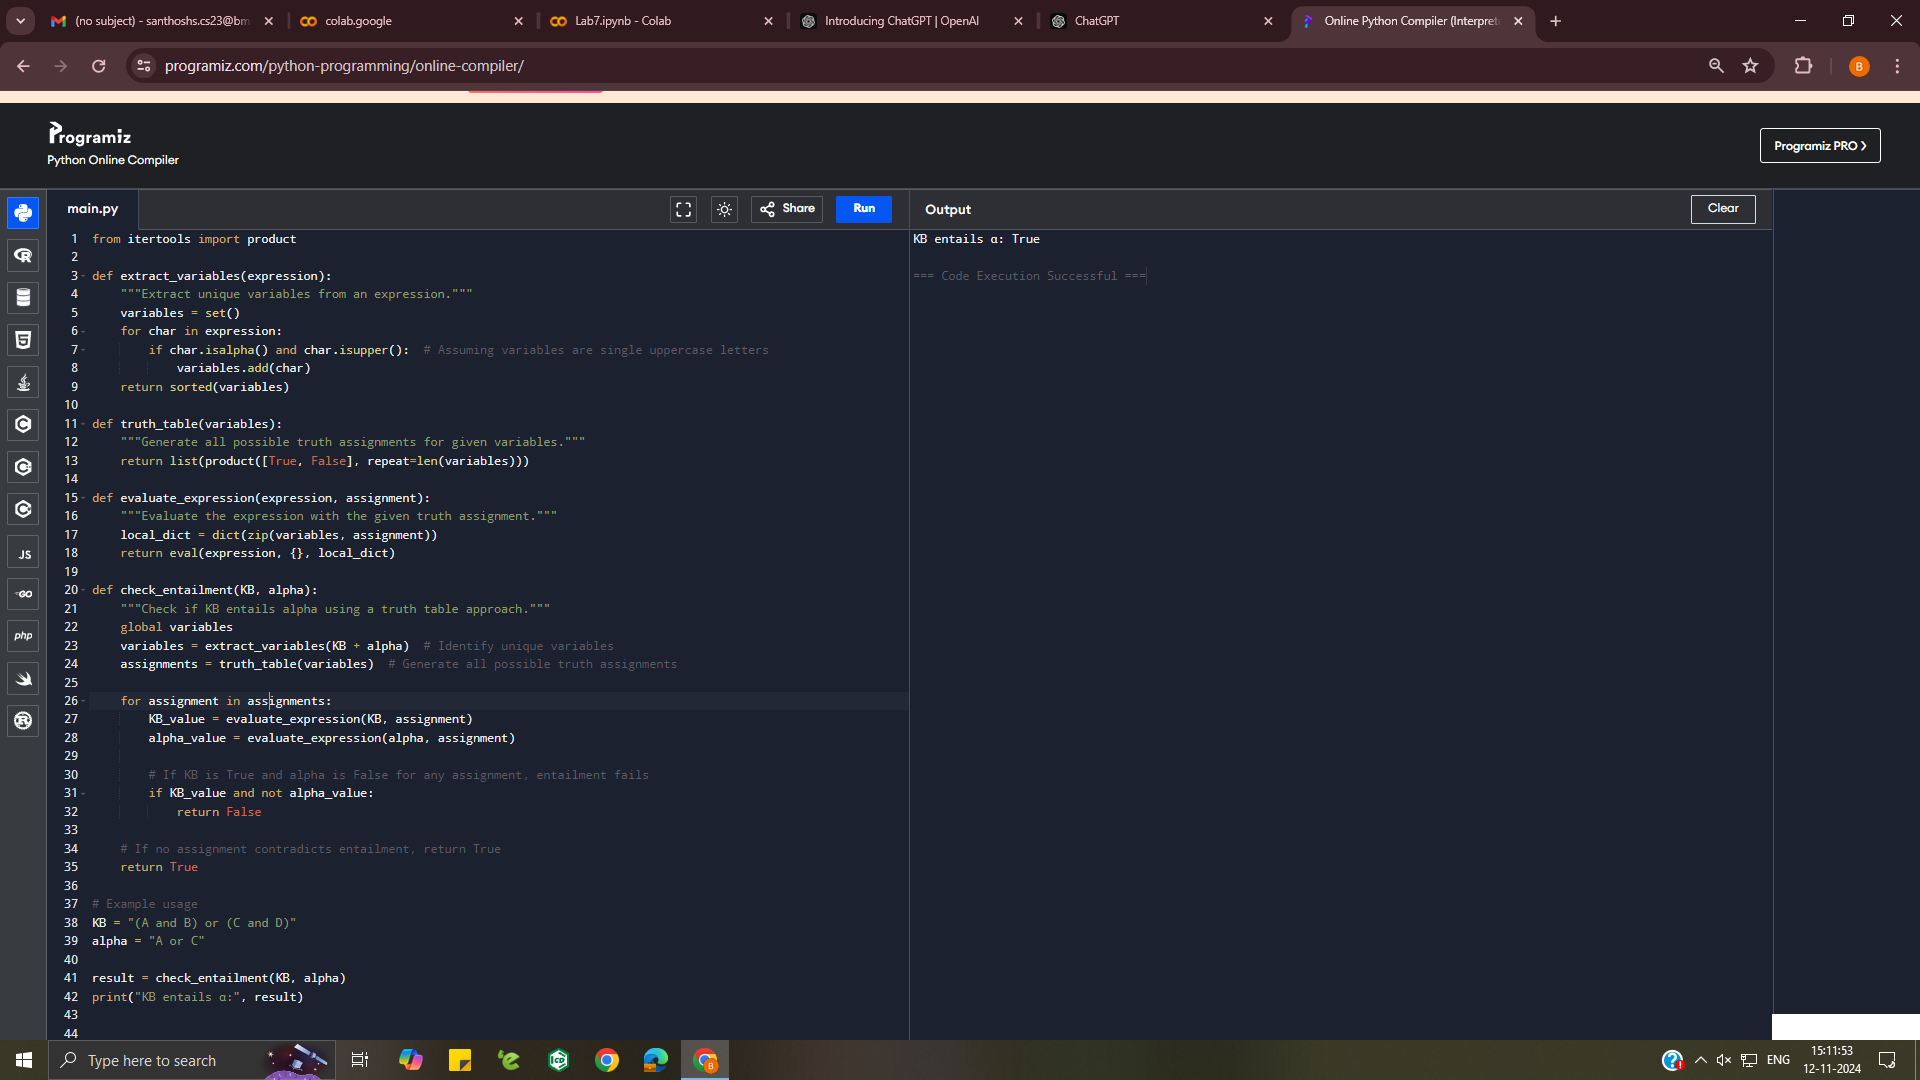 (no subject) - santhoshs.cs23@bm
colab.google
Lab7.ipynb - Colab
Introducing ChatGPT | OpenAI
ChatGPT
Online Python Compiler (Interpret
programiz.com/python-programming/online-compiler/
B
Programiz
Python Online Compiler
Programiz PRO >
main.py
Share
Run
Output
Clear
1 from itertools import product
2
3 def extract_variables(expression):
4 """Extract unique variables from an expression."""
5 variables = set()
6 for char in expression:
7 if char.isalpha() and char.isupper():  # Assuming variables are single uppercase letters
8 variables.add(char)
9 return sorted(variables)
10
11 def truth_table(variables):
12 """Generate all possible truth assignments for given variables."""
13 return list(product([True, False], repeat=len(variables)))
14
15 def evaluate_expression(expression, assignment):
16 """Evaluate the expression with the given truth assignment."""
17 local_dict = dict(zip(variables, assignment))
18 return eval(expression, {}, local_dict)
19
20 def check_entailment(KB, alpha):
21 """Check if KB entails alpha using a truth table approach."""
22 global variables
23 variables = extract_variables(KB + alpha)  # Identify unique variables
24 assignments = truth_table(variables)  # Generate all possible truth assignments
25
26 for assignment in assignments:
27 KB_value = evaluate_expression(KB, assignment)
28 alpha_value = evaluate_expression(alpha, assignment)
29
30 # If KB is True and alpha is False for any assignment, entailment fails
31 if KB_value and not alpha_value:
32 return False
33
34 # If no assignment contradicts entailment, return True
35 return True
36
37 # Example usage
38 KB = "(A and B) or (C and D)"
39 alpha = "A or C"
40
41 result = check_entailment(KB, alpha)
42 print("KB entails α:", result)
43
44
KB entails α: True
=== Code Execution Successful ===
JS
GO
php
Type here to search
ENG
15:11:53
12-11-2024